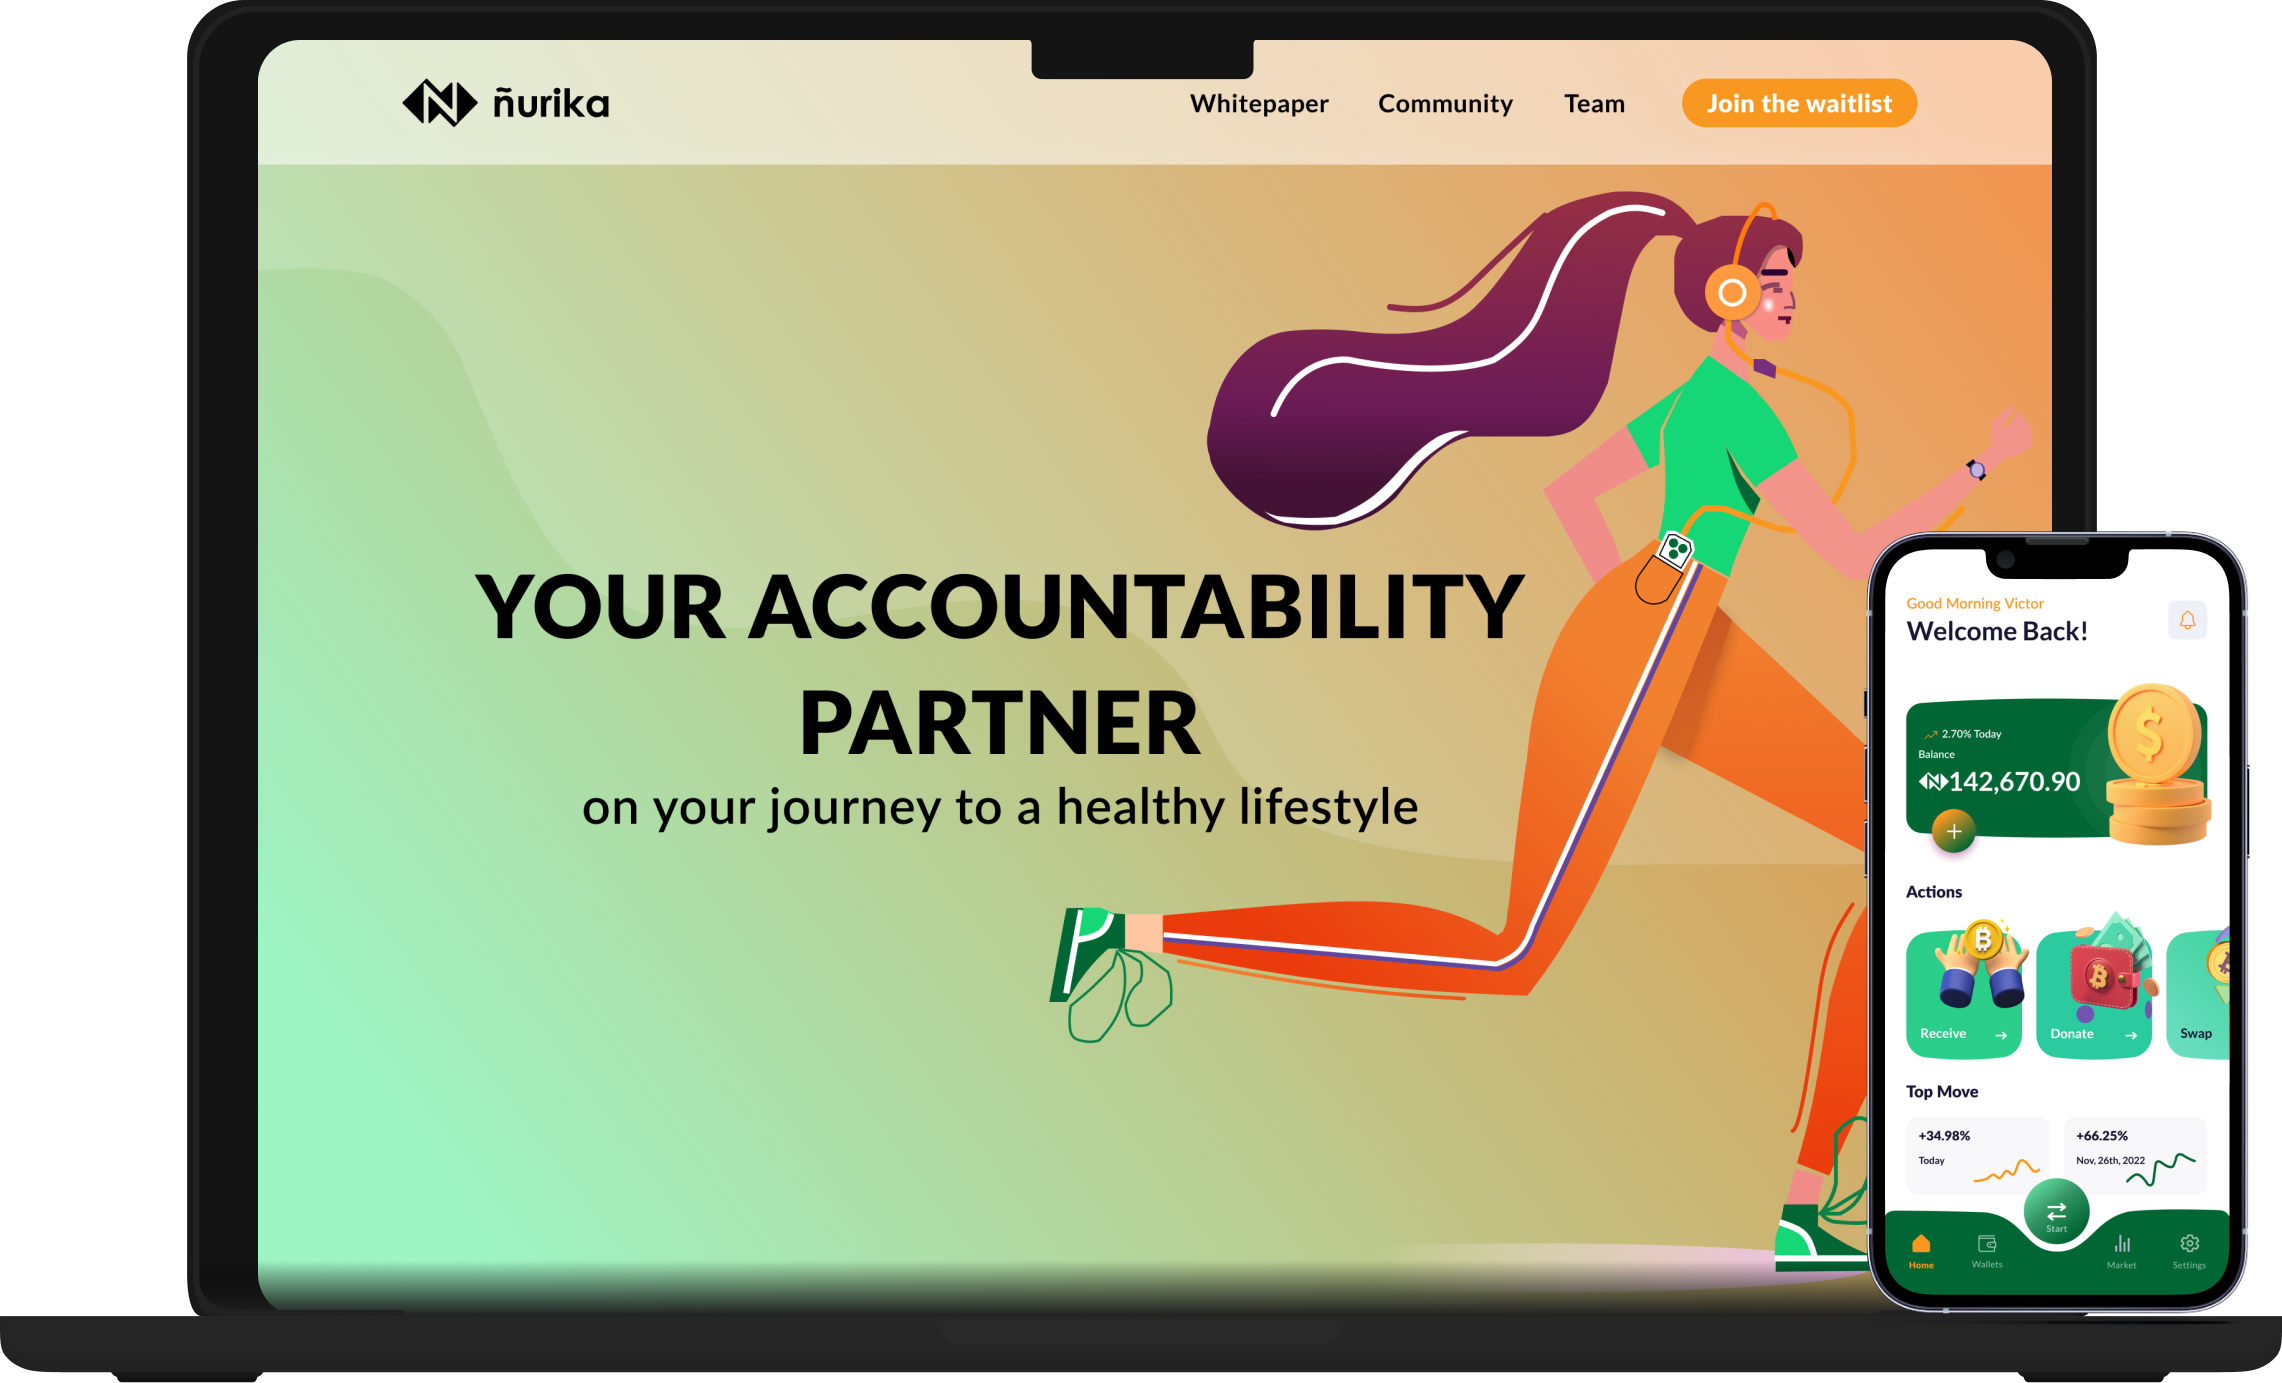 ñurika
Whitepaper
Community
Team
Join the waitlist
YOUR ACCOUNTABILITY
PARTNER
on your journey to a healthy lifestyle
Good Morning Victor
Welcome Back!
2.70% Today
Balance
142,670.90
Actions
Receive
Donate
Swap
Top Move
+34.98%
Today
+66.25%
Nov, 26th, 2022
Start
Home
Wallets
Market
Settings